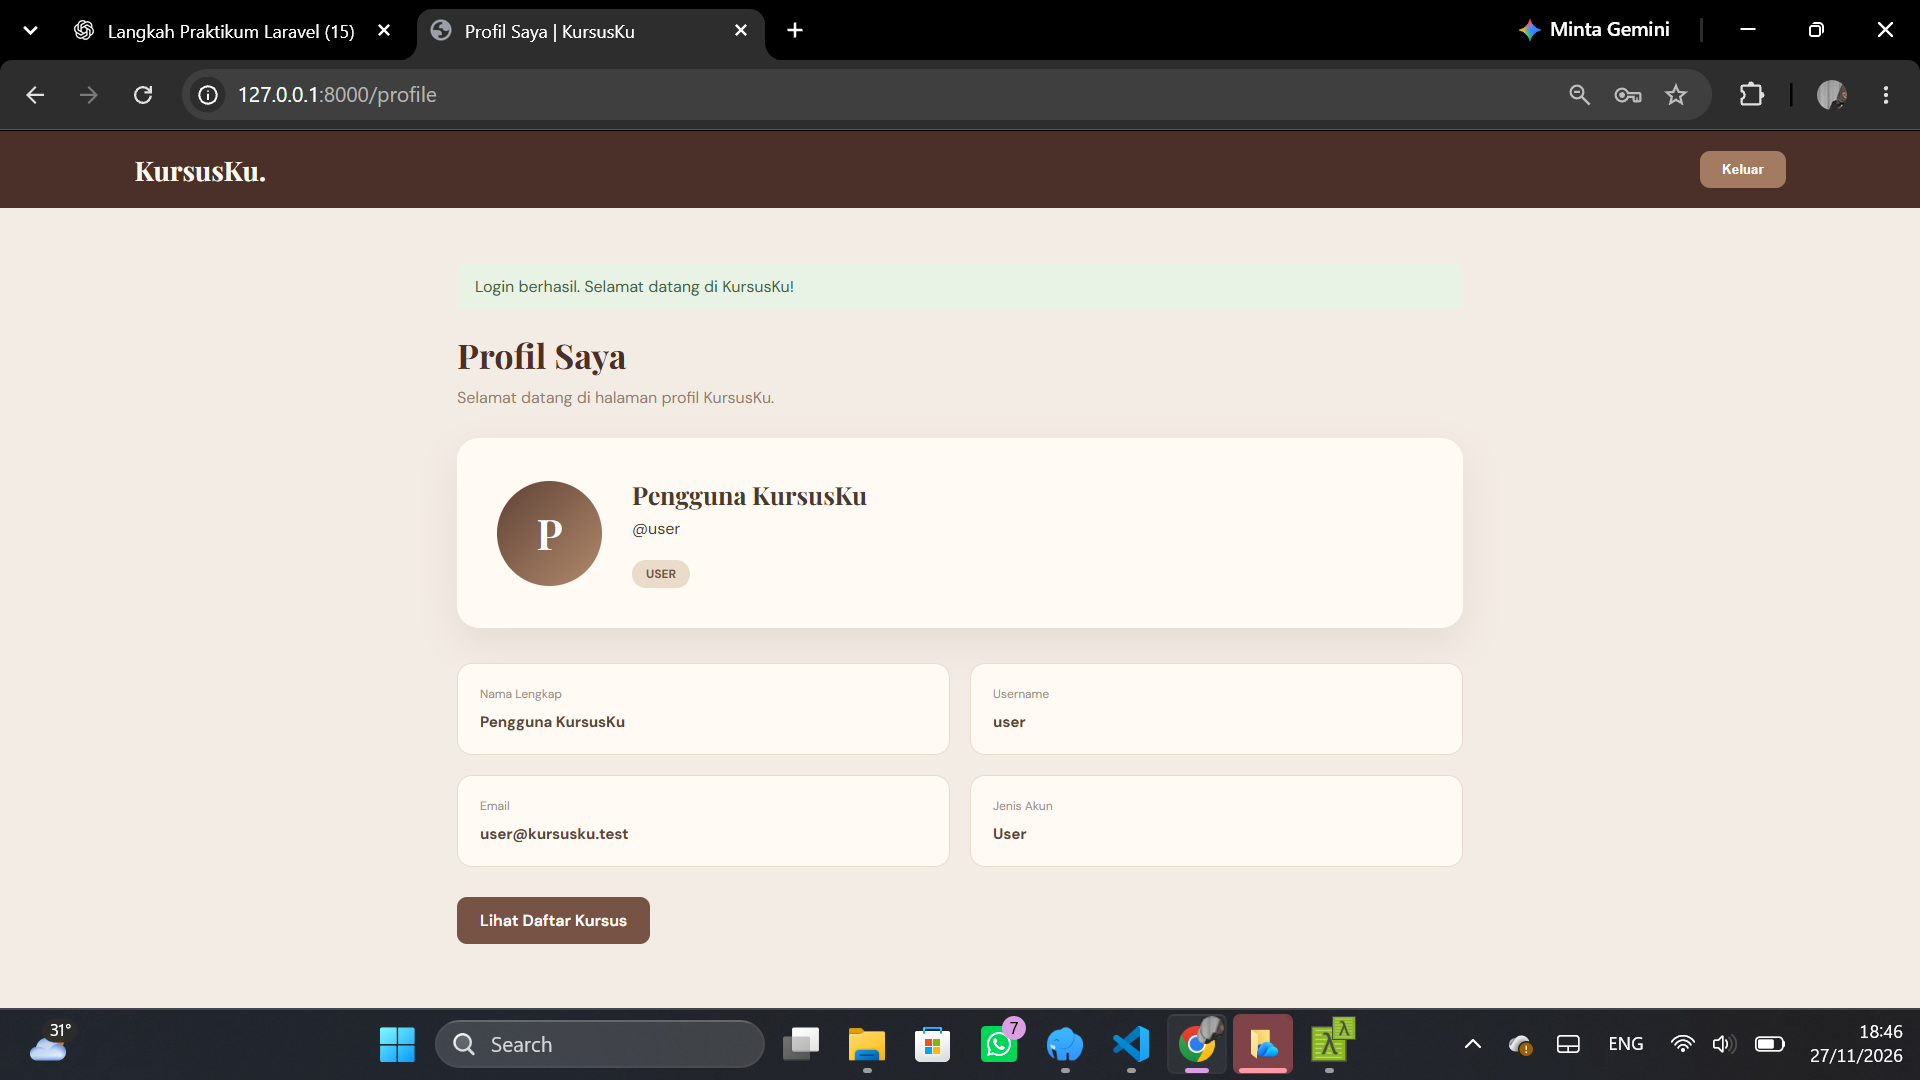 Langkah Praktikum Laravel (15)
Profil Saya | KursusKu
Minta Gemini
127.0.0.1:8000/profile
KursusKu.
Keluar
Login berhasil. Selamat datang di KursusKu!
Profil Saya
Selamat datang di halaman profil KursusKu.
P
Pengguna KursusKu
@user
USER
Nama Lengkap
Pengguna KursusKu
Username
user
Email
user@kursusku.test
Jenis Akun
User
Lihat Daftar Kursus
31°
Search
7
ENG
18:46
27/11/2026